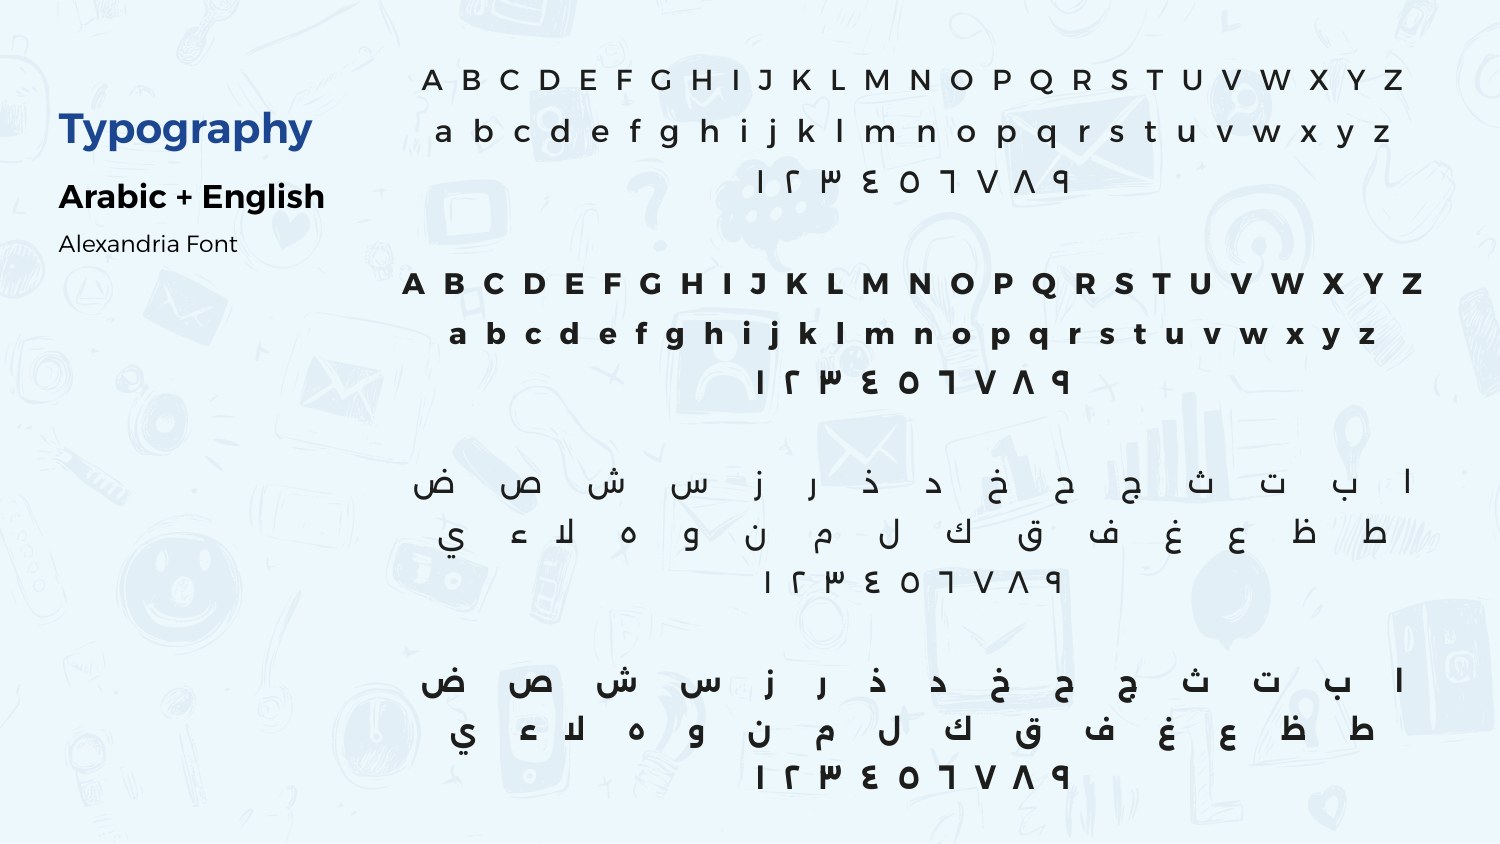 Typography
Arabic + English
Alexandria Font
A B C D E F G H I J K L M N O P Q R S T U V W X Y Z
a b c d e f g h i j k l m n o p q r s t u v w x y z
١ ٢ ٣ ٤ ٥ ٦ ٧ ٨ ٩
A B C D E F G H I J K L M N O P Q R S T U V W X Y Z
a b c d e f g h i j k l m n o p q r s t u v w x y z
١ ٢ ٣ ٤ ٥ ٦ ٧ ٨ ٩
ا ب ت ث ج ح خ د ذ ر ز س ش ص ض
ط ظ ع غ ف ق ك ل م ن و ه لا ء ي
١ ٢ ٣ ٤ ٥ ٦ ٧ ٨ ٩
ا ب ت ث ج ح خ د ذ ر ز س ش ص ض
ط ظ ع غ ف ق ك ل م ن و ه لا ء ي
١ ٢ ٣ ٤ ٥ ٦ ٧ ٨ ٩